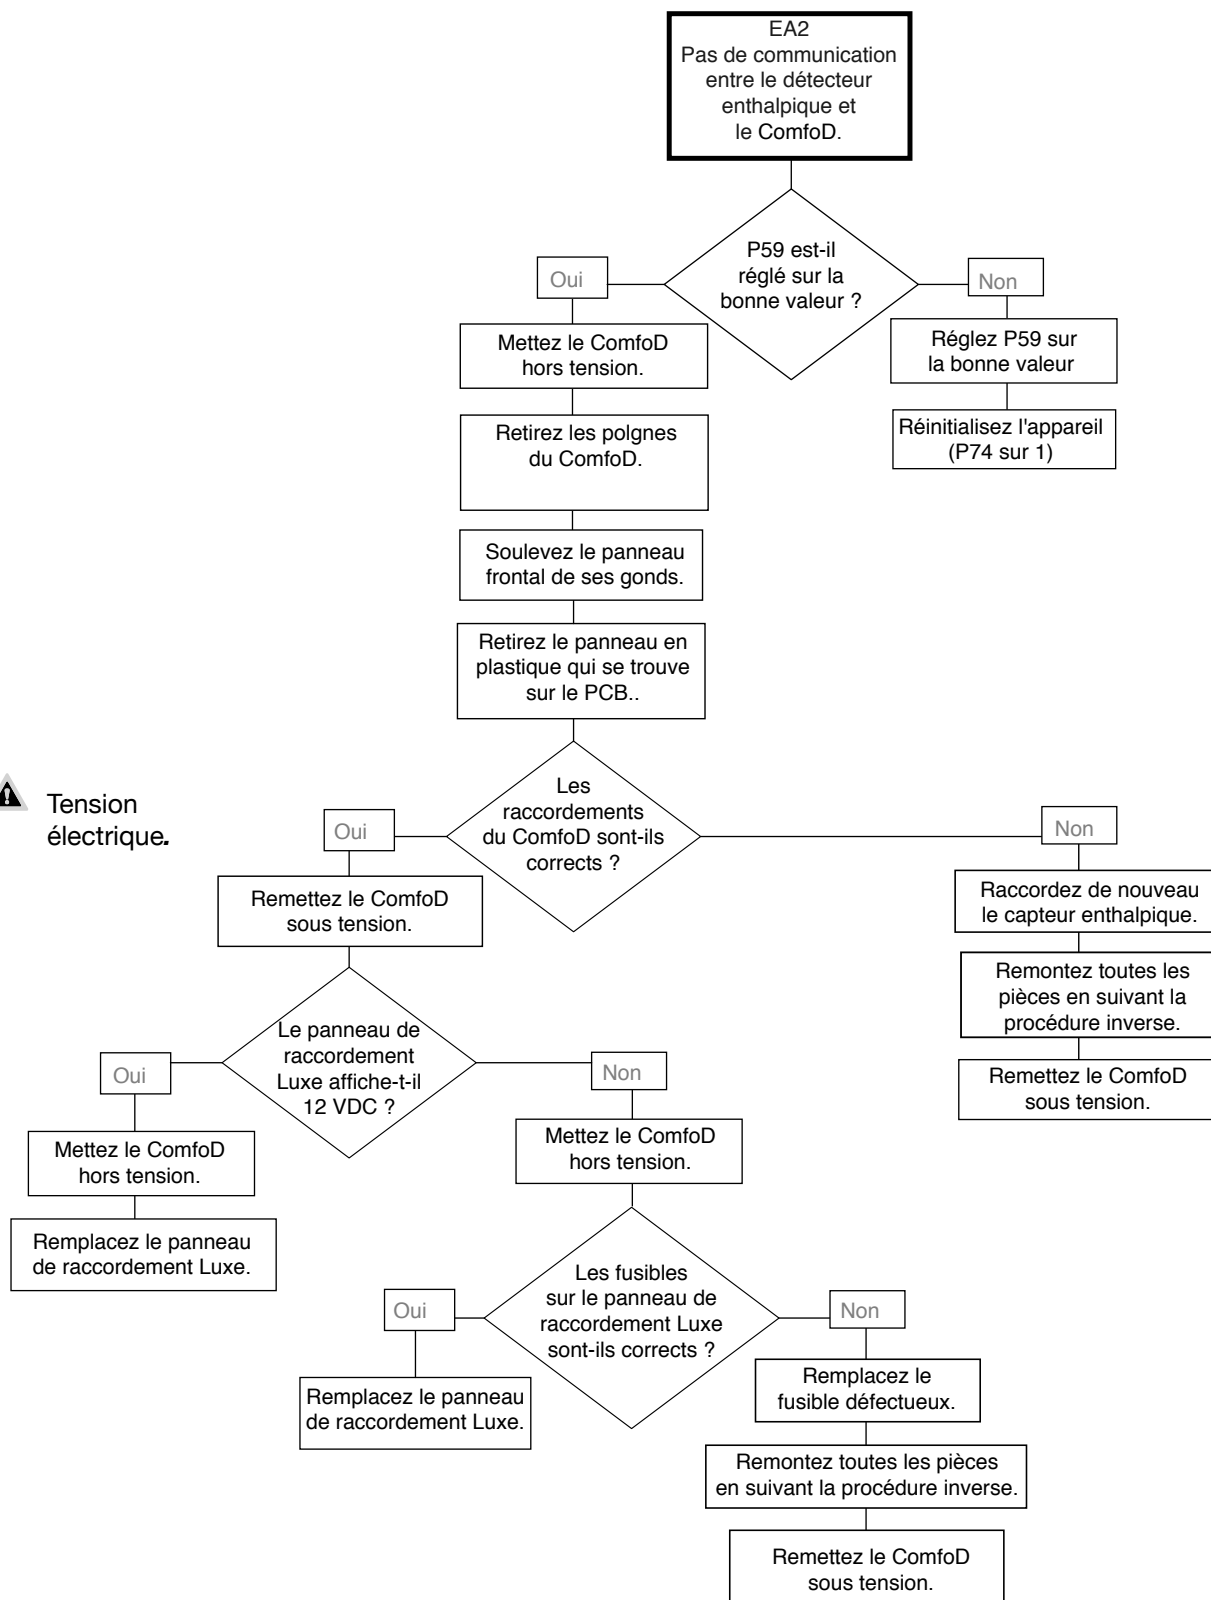 EA2
Pas de communication
entre le détecteur
enthalpique et
le ComfoD.
P59 est-il
réglé sur la
bonne valeur ?
Oui
Non
Mettez le ComfoD
hors tension.
Réglez P59 sur
la bonne valeur
Retirez les polgnes
du ComfoD.
Réinitialisez l'appareil
(P74 sur 1)
Soulevez le panneau
frontal de ses gonds.
Retirez le panneau en
plastique qui se trouve
sur le PCB..
Tension
électrique.
Les
raccordements
du ComfoD sont-ils
corrects ?
Oui
Non
Remettez le ComfoD
sous tension.
Raccordez de nouveau
le capteur enthalpique.
Remontez toutes les
pièces en suivant la
procédure inverse.
Remettez le ComfoD
sous tension.
Le panneau de
raccordement
Luxe affiche-t-il
12 VDC ?
Oui
Non
Mettez le ComfoD
hors tension.
Remplacez le panneau
de raccordement Luxe.
Mettez le ComfoD
hors tension.
Les fusibles
sur le panneau de
raccordement Luxe
sont-ils corrects ?
Oui
Non
Remplacez le panneau
de raccordement Luxe.
Remplacez le
fusible défectueux.
Remontez toutes les pièces
en suivant la procédure inverse.
Remettez le ComfoD
sous tension.